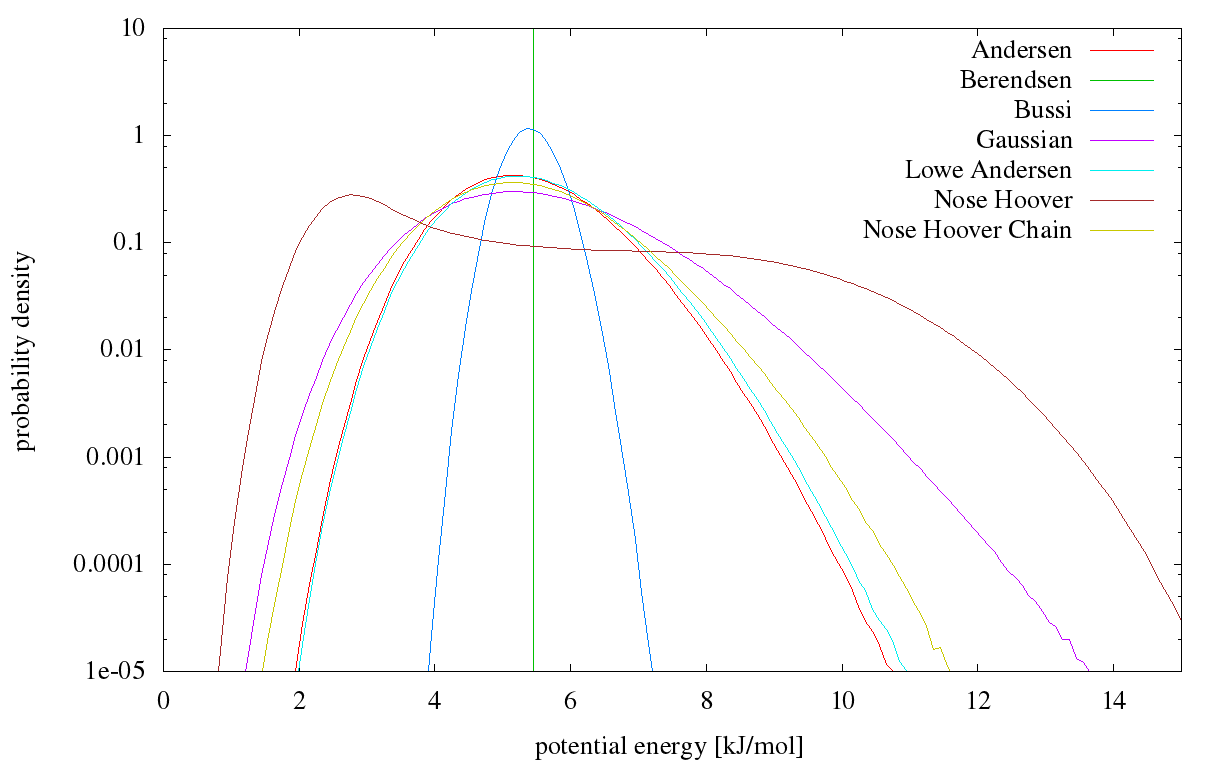 10
1
0.1
0.01
0.001
0.0001
1e-05
probability density
Andersen
Berendsen
Bussi
Gaussian
Lowe Andersen
Nose Hoover
Nose Hoover Chain
0 2 4 6 8 10 12 14
potential energy [kJ/mol]